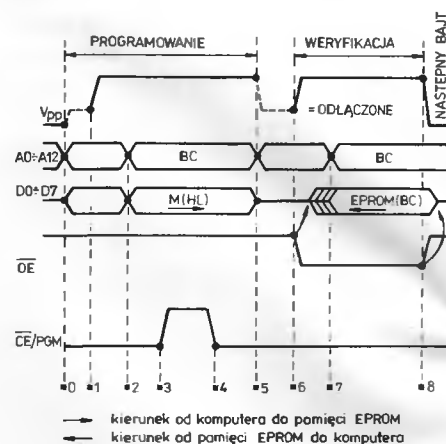 PROGRAMOWANIE
WERYFIKACJA
NASTĘPNY BAJT
VPP
=ODŁĄCZONE
A0÷A12
BC
BC
D0÷D7
M(HL)
EPROM(BC)
OE
CE/PGM
0 1 2 3 4 5 6 7 8
kierunek od komputera do pamięci EPROM
kierunek od pamięci EPROM do komputera